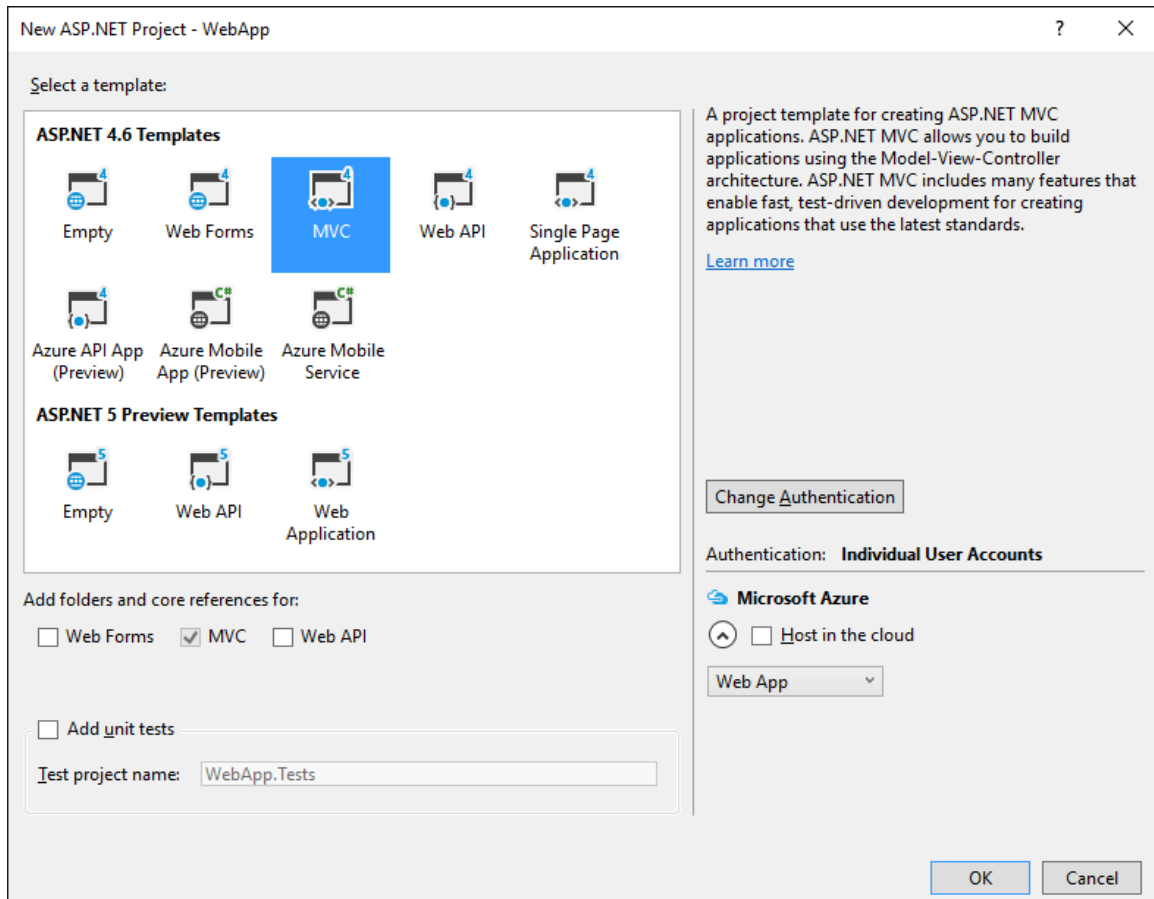 New ASP.NET Project - WebApp
?
Select a template:
ASP.NET 4.6 Templates
4 4 4 4 4
Empty Web Forms MVC Web API Single Page
Application
4 C# C#
Azure API App Azure Mobile Azure Mobile
(Preview) App (Preview) Service
ASP.NET 5 Preview Templates
5 5 5
Empty Web API Web
Application
Add folders and core references for:
Web Forms MVC Web API
Add unit tests
Test project name: WebApp.Tests
A project template for creating ASP.NET MVC
applications. ASP.NET MVC allows you to build
applications using the Model-View-Controller
architecture. ASP.NET MVC includes many features that
enable fast, test-driven development for creating
applications that use the latest standards.
Learn more
Change Authentication
Authentication: Individual User Accounts
Microsoft Azure
Host in the cloud
Web App
OK Cancel